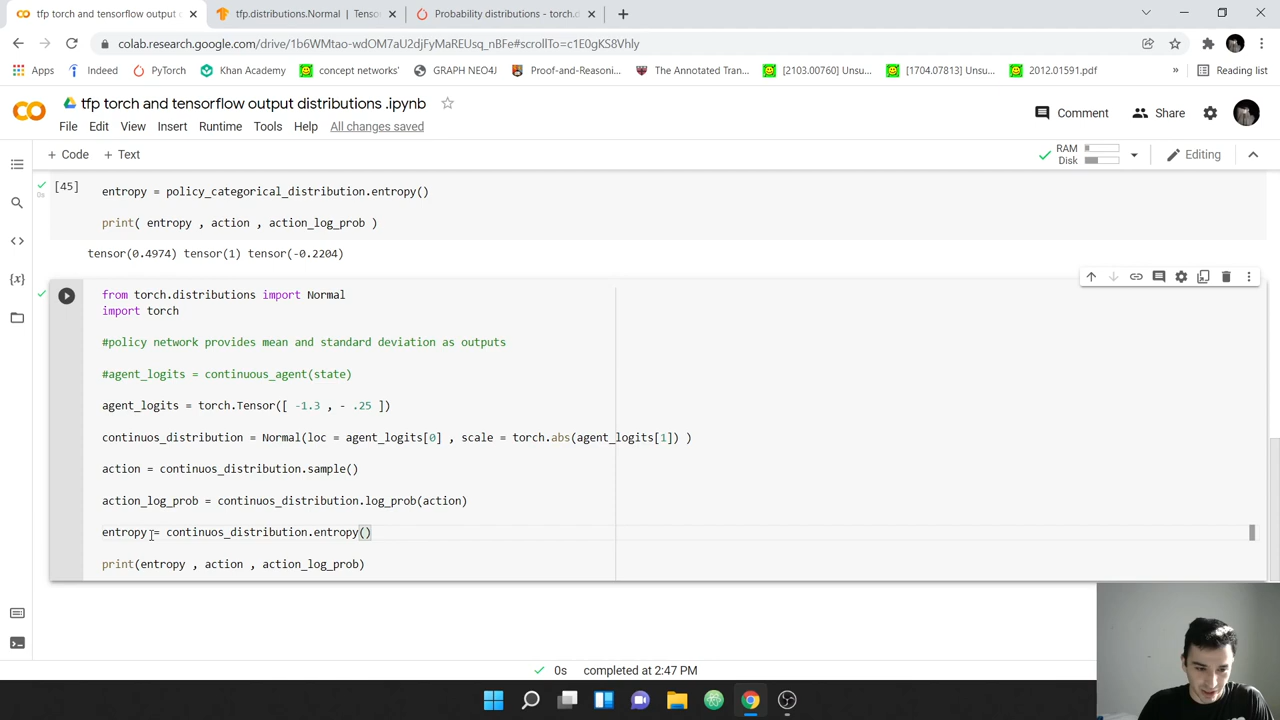 tfp torch and tensorflow output dis
tfp.distributions.Normal | Tenso
Probability distributions - torch.d
colab.research.google.com/drive/1b6WMtao-wdOM7aU2djFyMaREUsq_nBFe#scrollTo=c1E0gKS8Vhly
Apps
Indeed
PyTorch
Khan Academy
concept networks'
GRAPH NEO4J
Proof-and-Reasoni...
The Annotated Tran...
[2103.00760] Unsu...
[1704.07813] Unsu...
2012.01591.pdf
»
Reading list
CO
tfp torch and tensorflow output distributions .ipynb
Comment
Share
File Edit View Insert Runtime Tools Help All changes saved
+ Code + Text
RAM
Disk
Editing
[45]
0s
entropy = policy_categorical_distribution.entropy()
print( entropy , action , action_log_prob )
tensor(0.4974) tensor(1) tensor(-0.2204)
from torch.distributions import Normal
import torch
#policy network provides mean and standard deviation as outputs
#agent_logits = continuous_agent(state)
agent_logits = torch.Tensor([ -1.3 , - .25 ])
continuos_distribution = Normal(loc = agent_logits[0] , scale = torch.abs(agent_logits[1]) )
action = continuos_distribution.sample()
action_log_prob = continuos_distribution.log_prob(action)
entropy = continuos_distribution.entropy()
print(entropy , action , action_log_prob)
0s completed at 2:47 PM